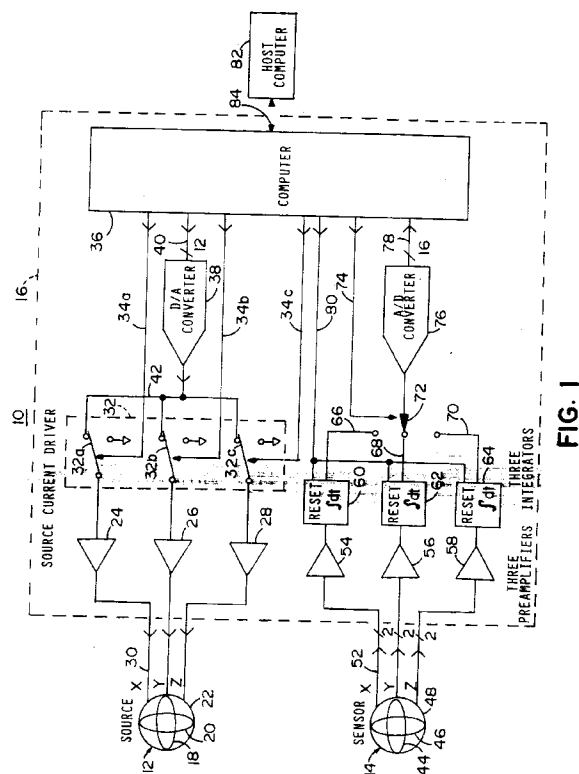 10
16
SOURCE CURRENT DRIVER
84
82
HOST
COMPUTER
36
COMPUTER
34a
40
12
D/A
CONVERTER
38
34b
42
32
32a
32b
32c
24
26
28
30
SOURCE
X
Y
Z
12
18
20
22
34c
80
74
78
16
A/D
CONVERTER
76
72
66
68
70
RESET
∫dt
60
RESET
∫dt
62
RESET
∫dt
64
54
56
58
THREE
PREAMPLIFIERS
THREE
INTEGRATORS
52
2
2
2
SENSOR
X
Y
Z
14
44
46
48
FIG. 1